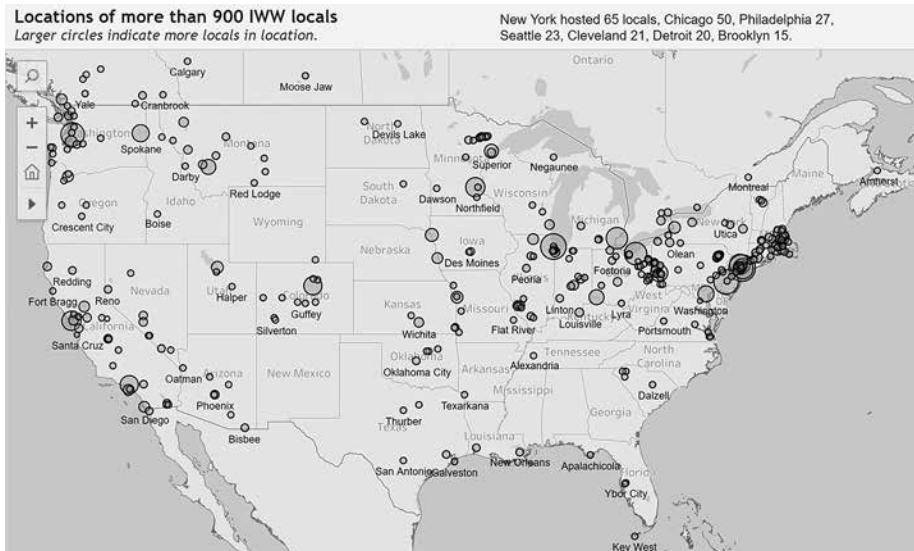 Locations of more than 900 IWW locals
Larger circles indicate more locals in location.
New York hosted 65 locals, Chicago 50, Philadelphia 27,
Seattle 23, Cleveland 21, Detroit 20, Brooklyn 15.
Ontario
Calgary
Moose Jaw
Yale
Cranbrook
North
Dakota
Devils Lake
Spokane
Montana
Superior
Negaunee
Darby
Red Lodge
Montreal
Maine
Amherst
South
Dakota
Dawson
Northfield
Wisconsin
Michigan
Oregon
Idaho
Crescent City
Boise
Wyoming
Utica
Nebraska
Iowa
Des Moines
Olean
Redding
Nevada
Helper
Peoria
Fostoria
Fort Bragg
Reno
Colorado
Guffey
Kansas
Missouri
Linton
West
Virginia
Washington
Silverton
Flat River
Louisville
Lyra
Portsmouth
California
Santa Cruz
Wichita
Oklahoma
Oklahoma City
Tennessee
North
Carolina
Oatman
Arizona
New Mexico
Arkansas
Alexandria
Mississippi
Phoenix
Texarkana
Georgia
Dalzell
San Diego
Bisbee
Thurber
Texas
Louisiana
San Antonio
Galveston
New Orleans
Apalachicola
Florida
Ybor City
Key West